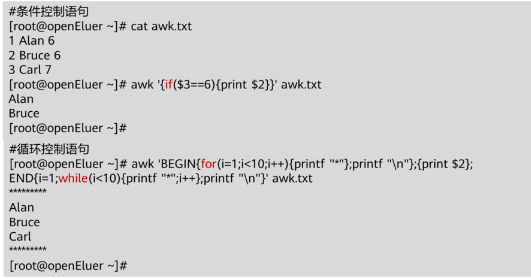 #条件控制语句
[root@openEluer ~]# cat awk.txt
1 Alan 6
2 Bruce 6
3 Carl 7
[root@openEluer ~]# awk '{if($3==6){print $2}}' awk.txt
Alan
Bruce
[root@openEluer ~]#
#循环控制语句
[root@openEluer ~]# awk 'BEGIN{for(i=1;i<10;i++){printf "*"};printf "\n"};{print $2};
END{i=1;while(i<10){printf "*";i++};printf "\n"}' awk.txt
*********
Alan
Bruce
Carl
*********
[root@openEluer ~]#